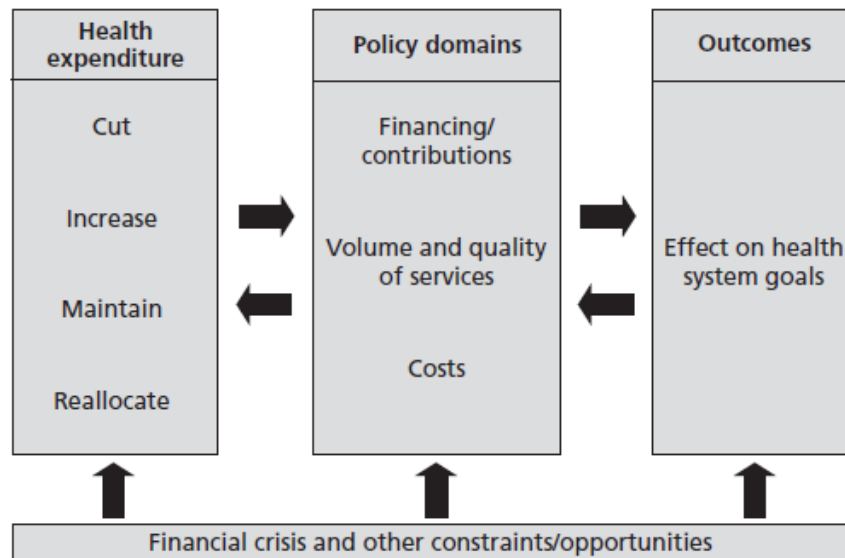 Health
expenditure
Cut
Increase
Maintain
Reallocate
Policy domains
Financing/
contributions
Volume and quality
of services
Costs
Outcomes
Effect on health
system goals
Financial crisis and other constraints/opportunities